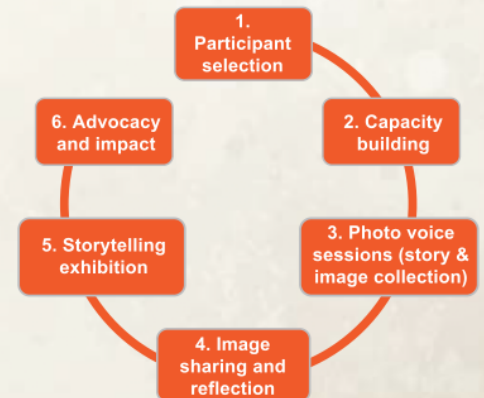 1.
Participant
selection
2. Capacity
building
3. Photo voice
sessions (story &
image collection)
4. Image
sharing and
reflection
5. Storytelling
exhibition
6. Advocacy
and impact